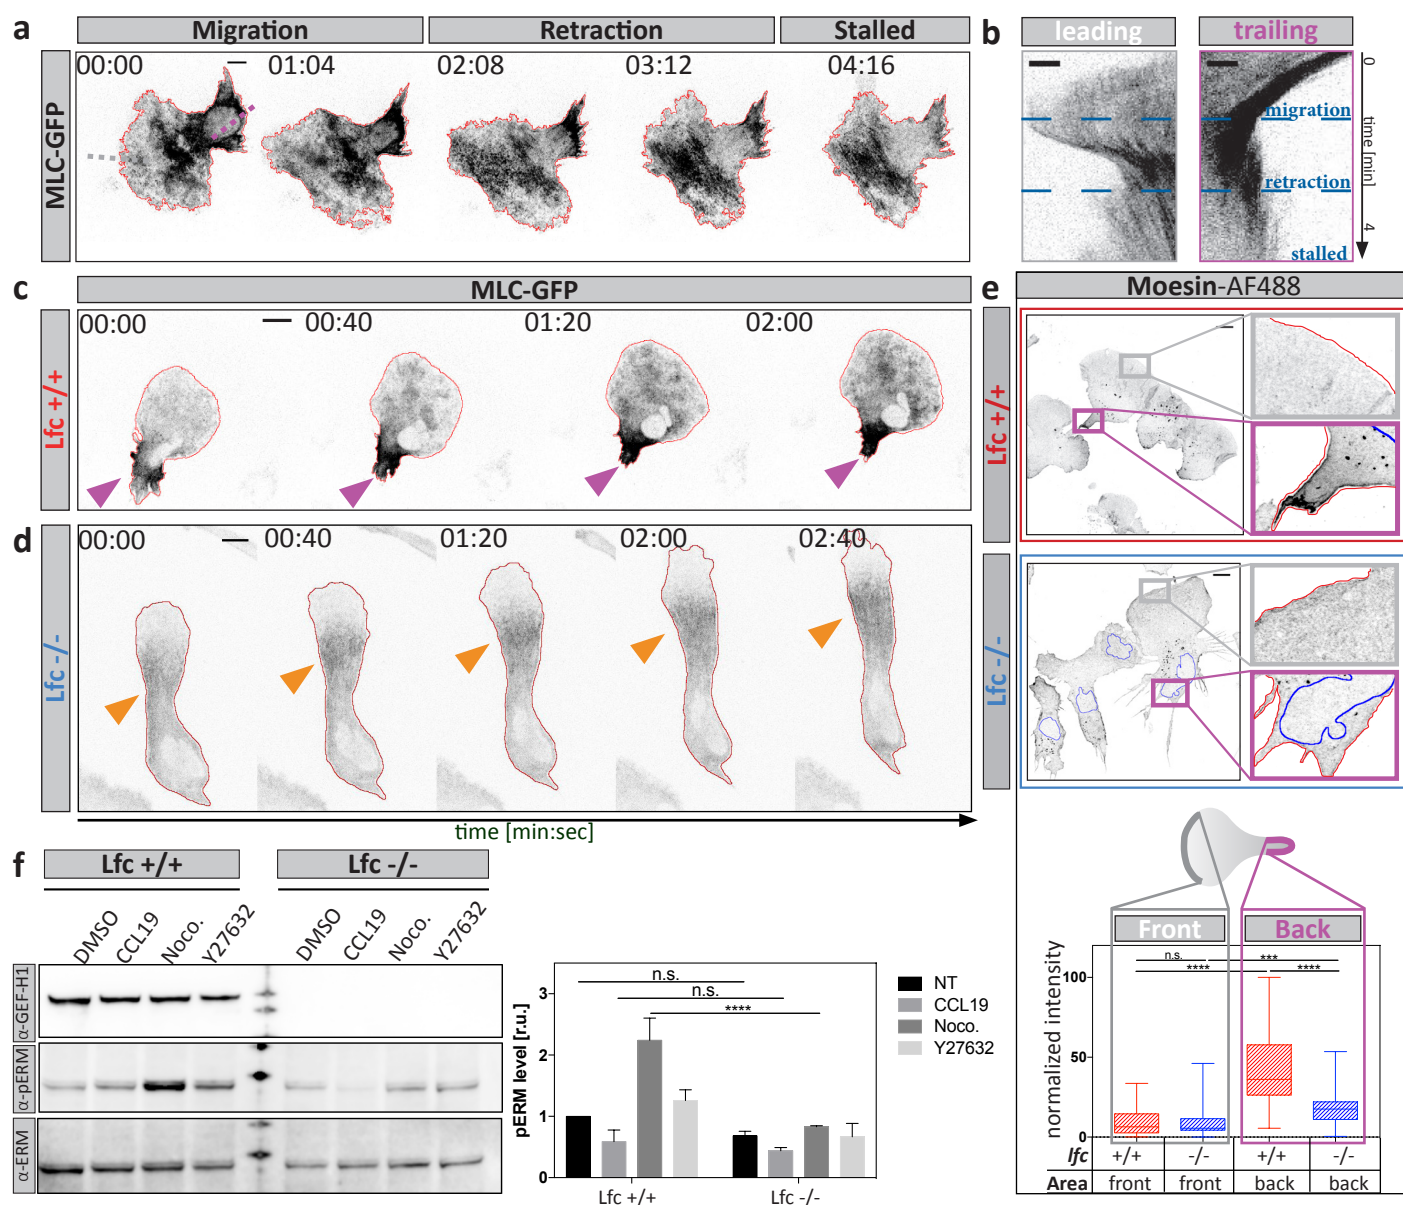 a
Migration
Retraction
Stalled
MLC-GFP
00:00
01:04
02:08
03:12
04:16
b
leading
trailing
migration
retraction
stalled
0
time [min]
4
c
MLC-GFP
Lfc +/+
00:00
00:40
01:20
02:00
d
Lfc -/-
00:00
00:40
01:20
02:00
02:40
time [min:sec]
e
Moesin-AF488
Lfc +/+
Lfc -/-
Front
Back
n.s.
***
****
****
normalized intensity
100
50
0
lfc
+/+
-/-
+/+
-/-
Area
front
front
back
back
f
Lfc +/+
Lfc -/-
DMSO
CCL19
Noco.
Y27632
DMSO
CCL19
Noco.
Y27632
α-GEF-H1
α-pERM
α-ERM
pERM level [r.u.]
3
2
1
0
n.s.
n.s.
****
Lfc +/+
Lfc -/-
NT
CCL19
Noco.
Y27632